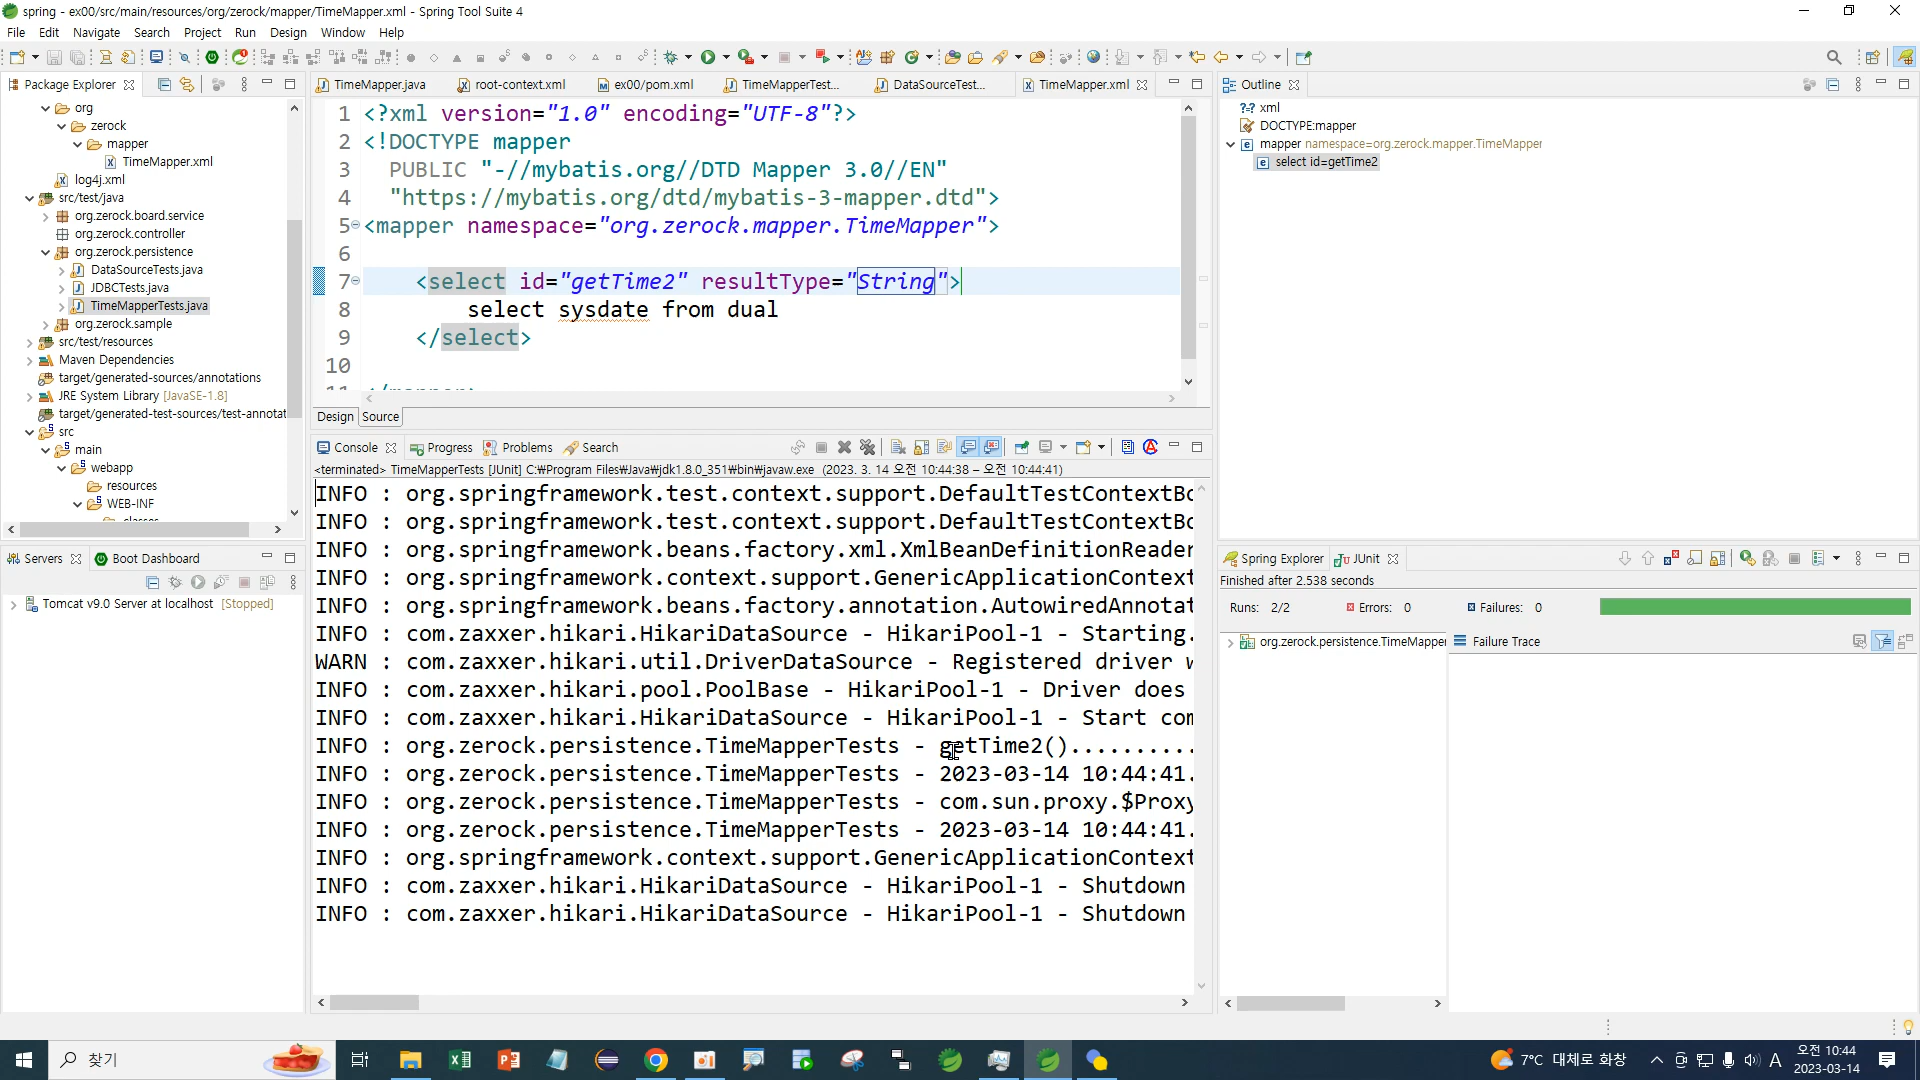 spring - ex00/src/main/resources/org/zerock/mapper/TimeMapper.xml - Spring Tool Suite 4
File Edit Navigate Search Project Run Design Window Help
Package Explorer
org
zerock
mapper
TimeMapper.xml
log4j.xml
src/test/java
org.zerock.board.service
org.zerock.controller
org.zerock.persistence
DataSourceTests.java
JDBCTests.java
TimeMapperTests.java
org.zerock.sample
src/test/resources
Maven Dependencies
target/generated-sources/annotations
JRE System Library [JavaSE-1.8]
target/generated-test-sources/test-annotat
src
main
webapp
resources
WEB-INF
classes
Servers Boot Dashboard
Tomcat v9.0 Server at localhost [Stopped]
TimeMapper.java root-context.xml ex00/pom.xml TimeMapperTest... DataSourceTest... TimeMapper.xml
1 <?xml version="1.0" encoding="UTF-8"?>
2 <!DOCTYPE mapper
3 PUBLIC "-//mybatis.org//DTD Mapper 3.0//EN"
4 "https://mybatis.org/dtd/mybatis-3-mapper.dtd">
5 <mapper namespace="org.zerock.mapper.TimeMapper">
6
7 <select id="getTime2" resultType="String">
8 select sysdate from dual
9 </select>
10
11 </mapper>
Design Source
Console Progress Problems Search
<terminated> TimeMapperTests [JUnit] C:₩Program Files₩Java₩jdk1.8.0_351₩bin₩javaw.exe (2023. 3. 14 오전 10:44:38 – 오전 10:44:41)
INFO : org.springframework.test.context.support.DefaultTestContextBo
INFO : org.springframework.test.context.support.DefaultTestContextBo
INFO : org.springframework.beans.factory.xml.XmlBeanDefinitionReader
INFO : org.springframework.context.support.GenericApplicationContext
INFO : org.springframework.beans.factory.annotation.AutowiredAnnotat
INFO : com.zaxxer.hikari.HikariDataSource - HikariPool-1 - Starting.
WARN : com.zaxxer.hikari.util.DriverDataSource - Registered driver w
INFO : com.zaxxer.hikari.pool.PoolBase - HikariPool-1 - Driver does
INFO : com.zaxxer.hikari.HikariDataSource - HikariPool-1 - Start com
INFO : org.zerock.persistence.TimeMapperTests - getTime2()..........
INFO : org.zerock.persistence.TimeMapperTests - 2023-03-14 10:44:41.
INFO : org.zerock.persistence.TimeMapperTests - com.sun.proxy.$Proxy
INFO : org.zerock.persistence.TimeMapperTests - 2023-03-14 10:44:41.
INFO : org.springframework.context.support.GenericApplicationContext
INFO : com.zaxxer.hikari.HikariDataSource - HikariPool-1 - Shutdown
INFO : com.zaxxer.hikari.HikariDataSource - HikariPool-1 - Shutdown
Outline
xml
DOCTYPE:mapper
mapper namespace=org.zerock.mapper.TimeMapper
select id=getTime2
Spring Explorer JUnit
Finished after 2.538 seconds
Runs: 2/2 Errors: 0 Failures: 0
org.zerock.persistence.TimeMapper
Failure Trace
찾기
7°C 대체로 화창
A
오전 10:44
2023-03-14